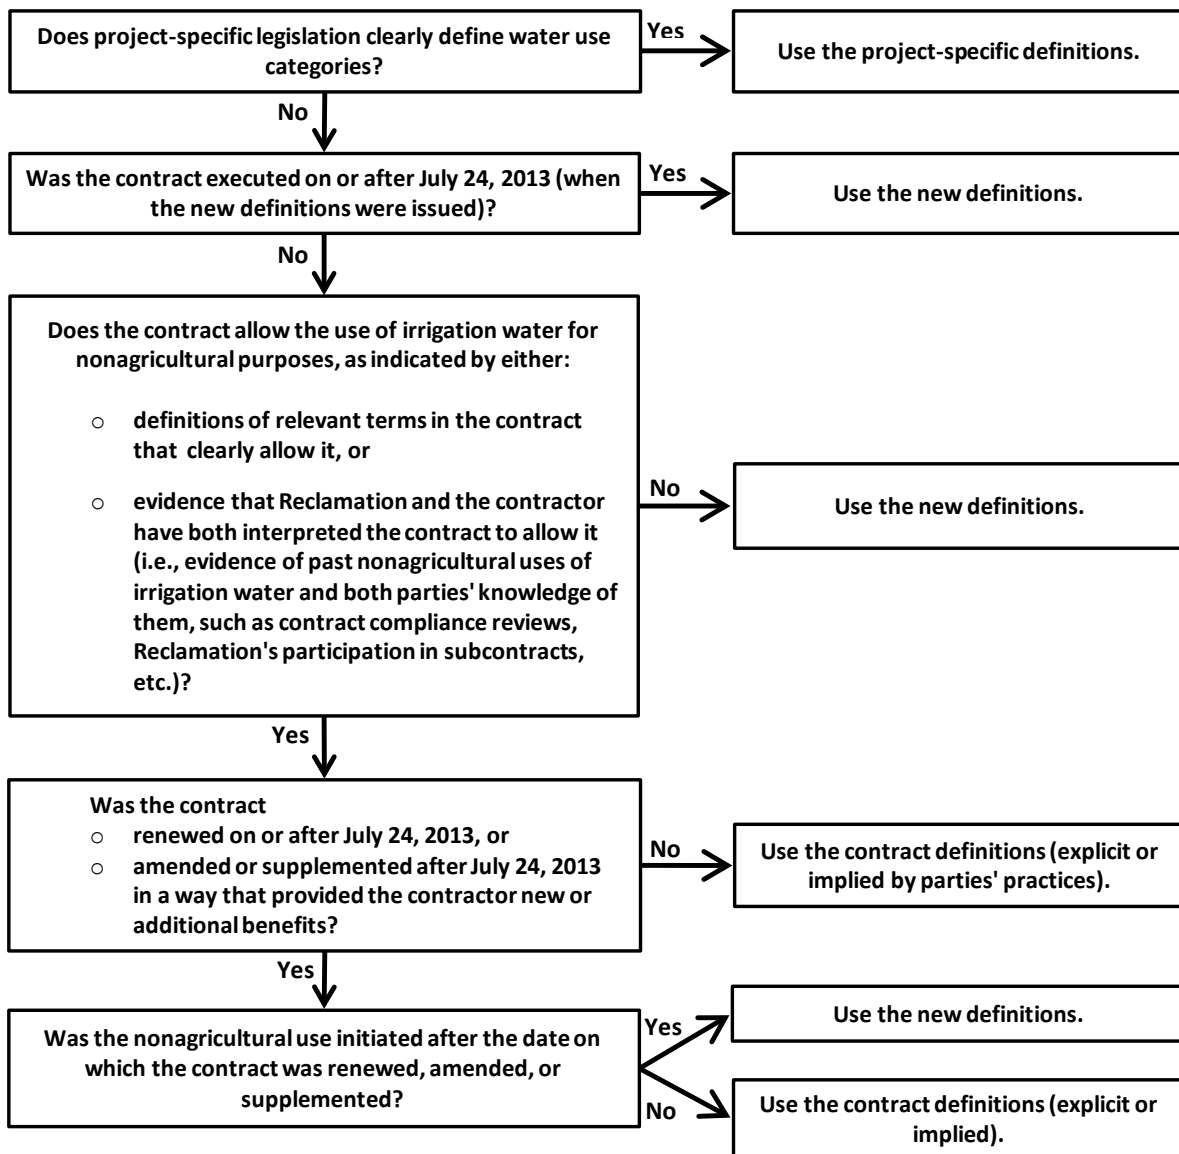 Does project-specific legislation clearly define water use
categories?
Yes
Use the project-specific definitions.
No
Was the contract executed on or after July 24, 2013 (when
the new definitions were issued)?
Yes
Use the new definitions.
No
Does the contract allow the use of irrigation water for
nonagricultural purposes, as indicated by either:
o definitions of relevant terms in the contract
that clearly allow it, or
o evidence that Reclamation and the contractor
have both interpreted the contract to allow it
(i.e., evidence of past nonagricultural uses of
irrigation water and both parties' knowledge of
them, such as contract compliance reviews,
Reclamation's participation in subcontracts,
etc.)?
No
Use the new definitions.
Yes
Was the contract
o renewed on or after July 24, 2013, or
o amended or supplemented after July 24, 2013
in a way that provided the contractor new or
additional benefits?
No
Use the contract definitions (explicit or
implied by parties' practices).
Yes
Was the nonagricultural use initiated after the date on
which the contract was renewed, amended, or
supplemented?
Yes
Use the new definitions.
No
Use the contract definitions (explicit or
implied).